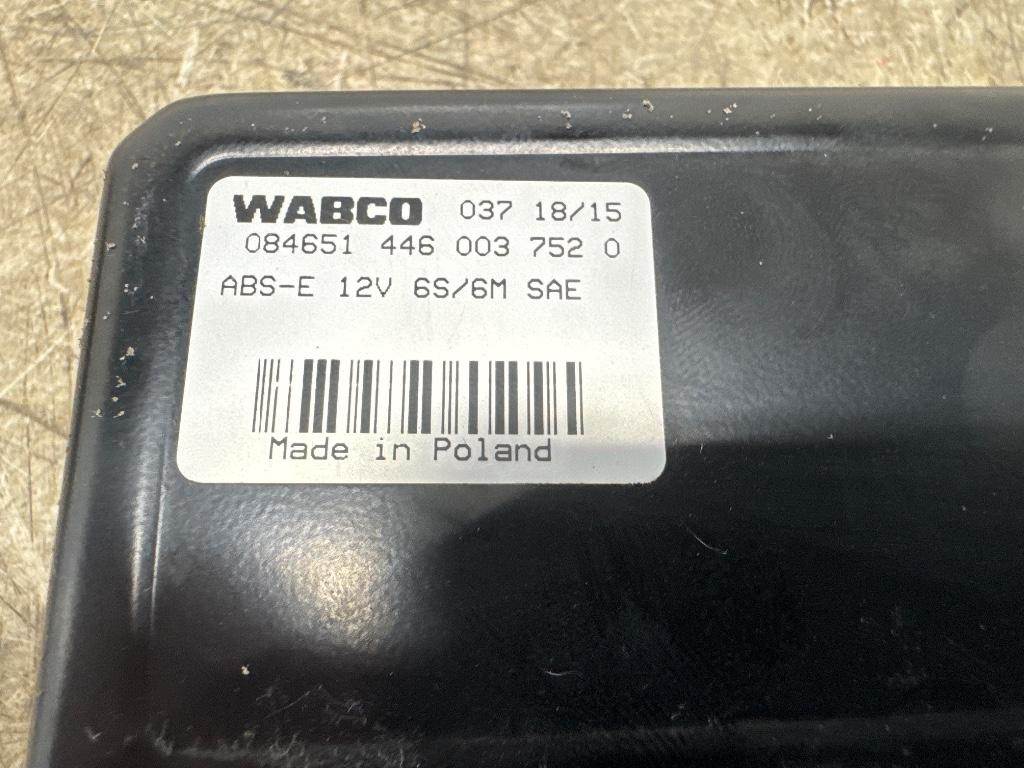 WABCO 037 18/15
084651 446 003 752 0
ABS-E 12V 6S/6M SAE
Made in Poland